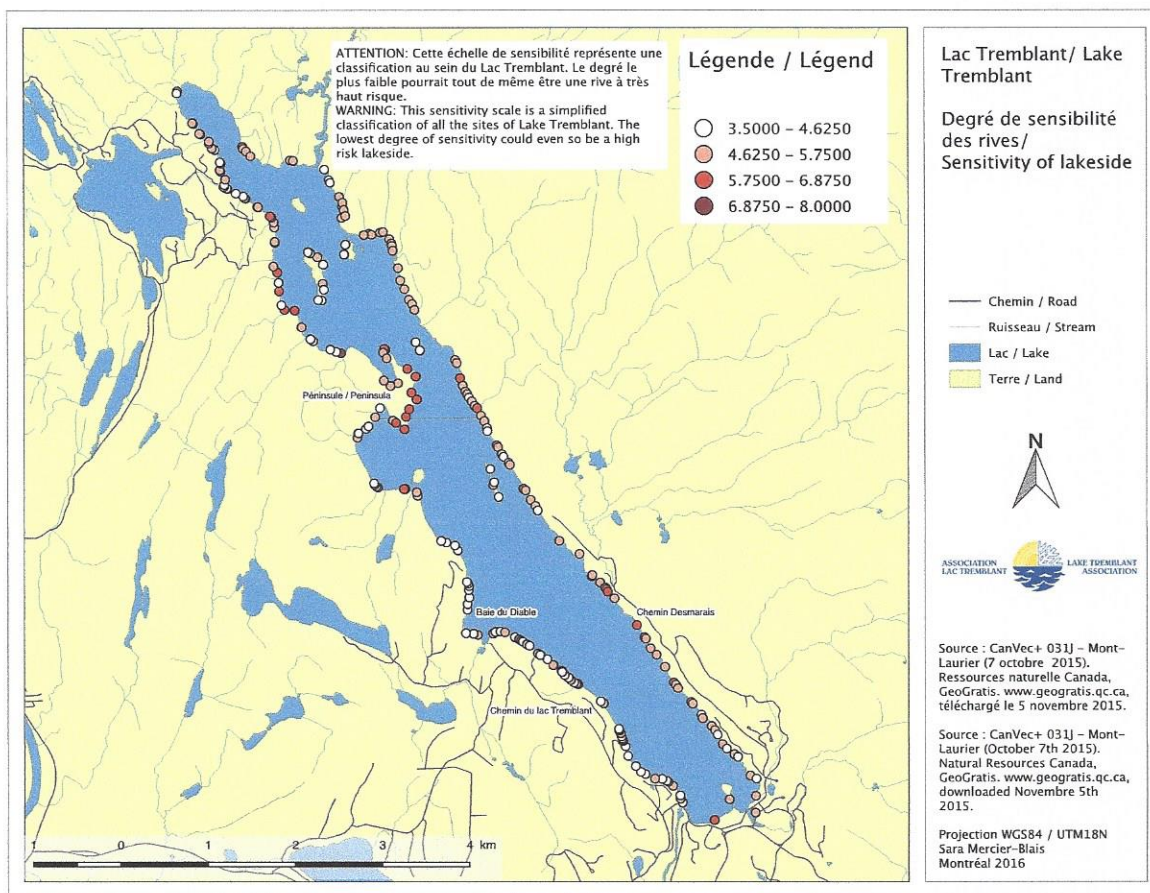 ATTENTION: Cette échelle de sensibilité représente une
classification au sein du Lac Tremblant. Le degré le
plus faible pourrait tout de même être une rive à très
haut risque.
WARNING: This sensitivity scale is a simplified
classification of all the sites of Lake Tremblant. The
lowest degree of sensitivity could even so be a high
risk lakeside.
Légende / Légend
3.5000 – 4.6250
4.6250 – 5.7500
5.7500 – 6.8750
6.8750 – 8.0000
Péninsule / Peninsula
Baie du Diable
Chemin Desmarais
Chemin du lac Tremblant
1 0 1 2 3 4 km
Lac Tremblant/ Lake
Tremblant
Degré de sensibilité
des rives/
Sensitivity of lakeside
Chemin / Road
Ruisseau / Stream
Lac / Lake
Terre / Land
N
ASSOCIATION
LAC TREMBLANT
LAKE TREMBLANT
ASSOCIATION
Source : CanVec+ 031J – Mont-
Laurier (7 octobre 2015).
Ressources naturelle Canada,
GeoGratis. www.geogratis.qc.ca,
téléchargé le 5 novembre 2015.
Source : CanVec+ 031J – Mont-
Laurier (October 7th 2015).
Natural Resources Canada,
GeoGratis. www.geogratis.qc.ca,
downloaded Novembre 5th
2015.
Projection WGS84 / UTM18N
Sara Mercier-Blais
Montréal 2016